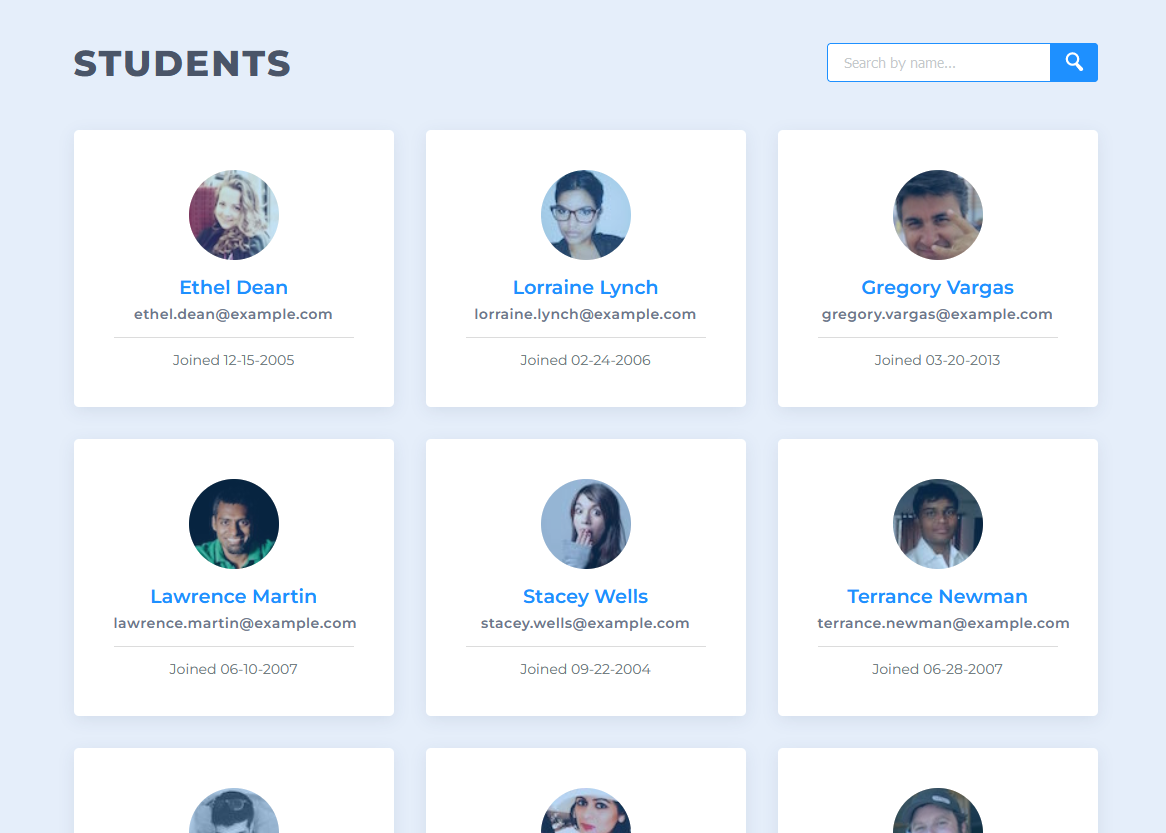 STUDENTS
Search by name...
Ethel Dean
ethel.dean@example.com
Joined 12-15-2005
Lorraine Lynch
lorraine.lynch@example.com
Joined 02-24-2006
Gregory Vargas
gregory.vargas@example.com
Joined 03-20-2013
Lawrence Martin
lawrence.martin@example.com
Joined 06-10-2007
Stacey Wells
stacey.wells@example.com
Joined 09-22-2004
Terrance Newman
terrance.newman@example.com
Joined 06-28-2007